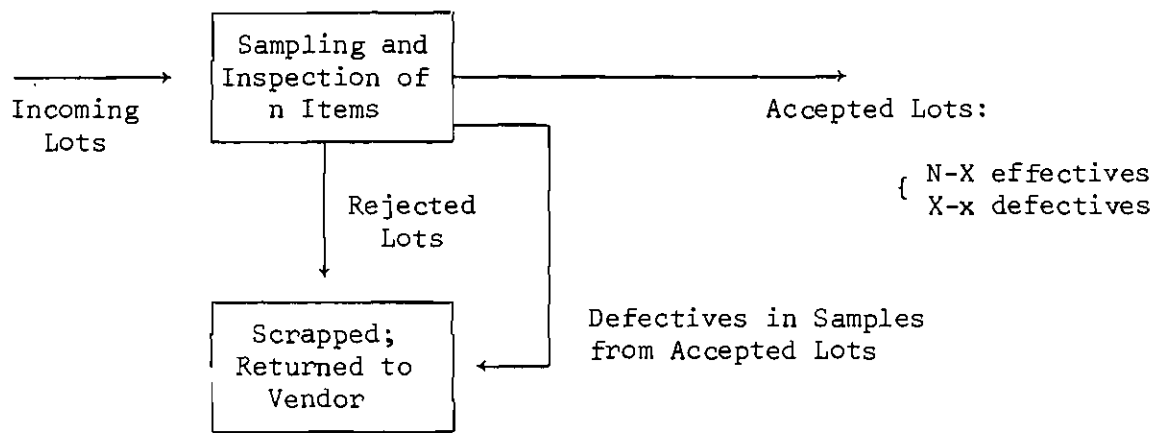 Sampling and
Inspection of
n Items
Incoming
Lots
Accepted Lots:
{ N-X effectives
X-x defectives
Rejected
Lots
Defectives in Samples
from Accepted Lots
Scrapped;
Returned to
Vendor